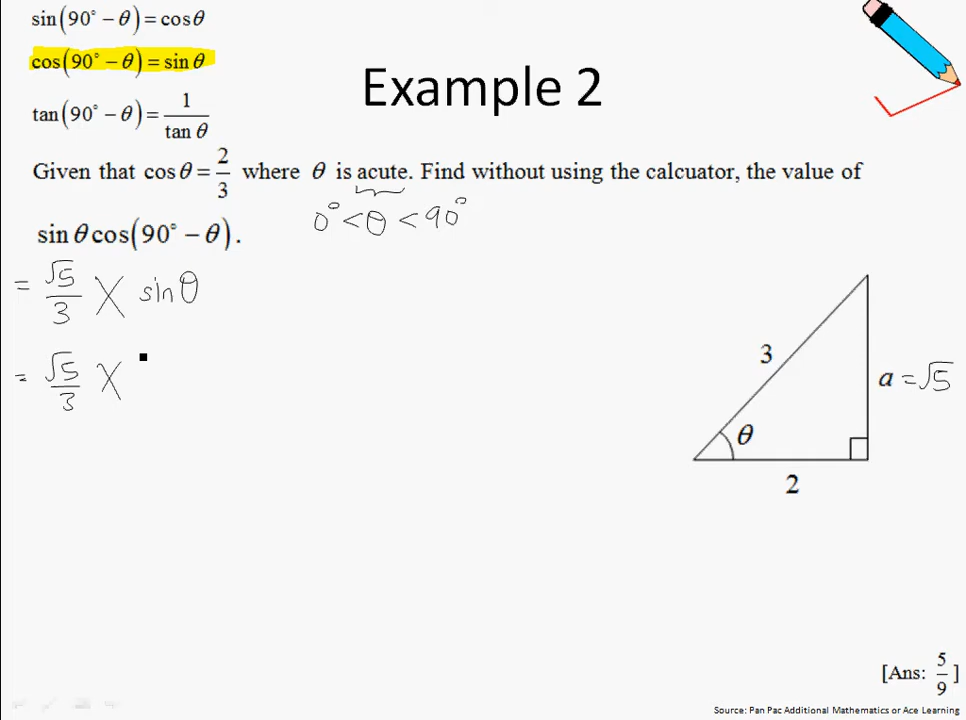 sin(90° − θ) = cosθ
cos(90° − θ) = sin θ
tan(90° − θ) = 1/tan θ
Example 2
Given that cos θ = 2/3 where θ is acute. Find without using the calcuator, the value of
sin θ cos(90° − θ).
0° < θ < 90°
= √5/3 X sinθ
= √5/3 X
3
θ
a = √5
2
[Ans: 5/9]
Source: Pan Pac Additional Mathematics or Ace Learning